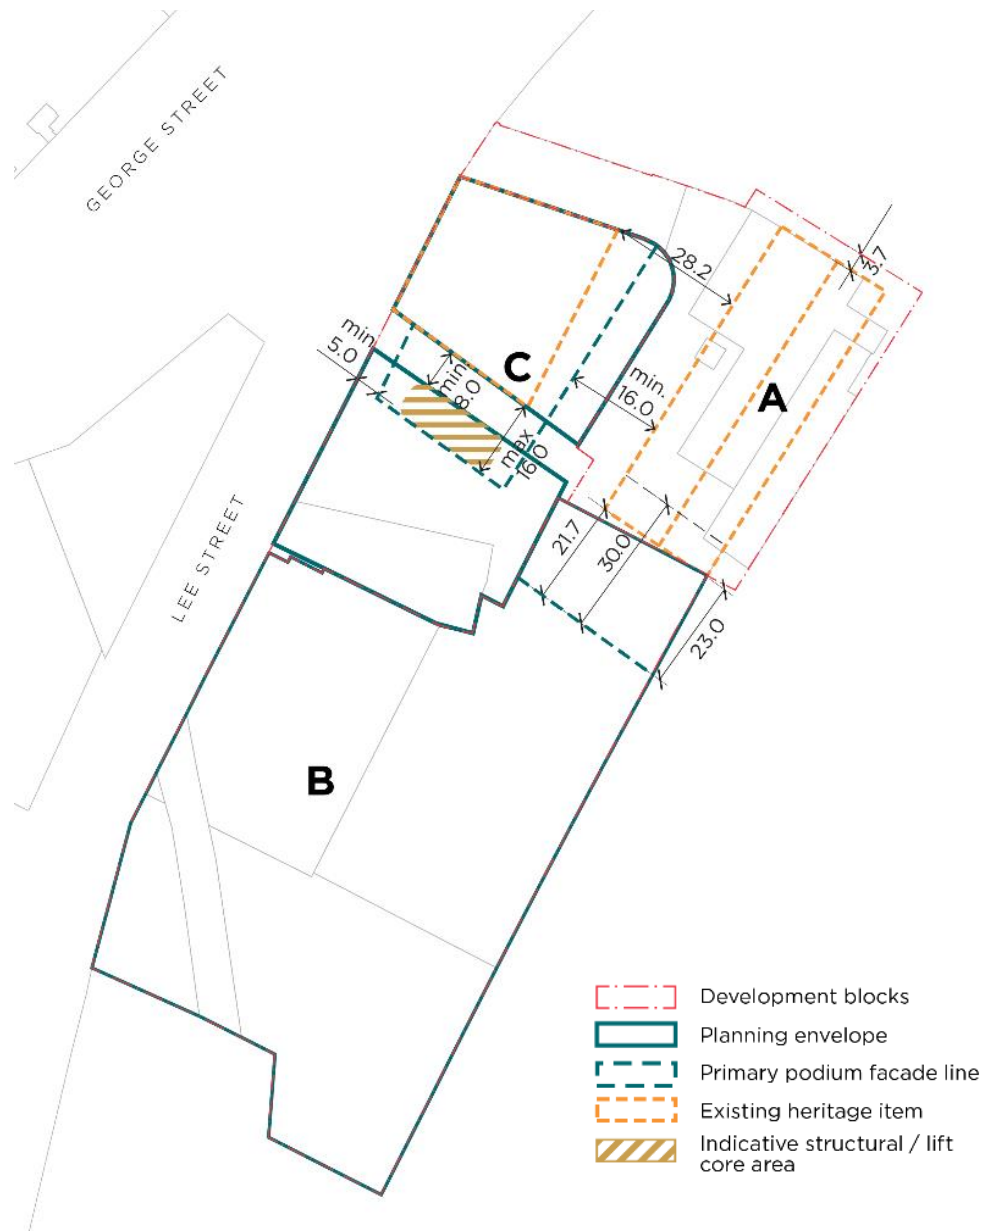 GEORGE STREET
3.7
28.2
min.
5.0
C
min
8.0
min.
16.0
A
max
16.0
LEE STREET
21.7
30.0
23.0
B
Development blocks
Planning envelope
Primary podium facade line
Existing heritage item
Indicative structural / lift
core area